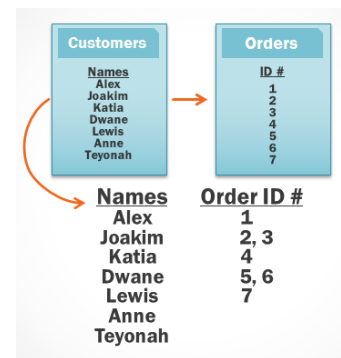 Customers
Names
Alex
Joakim
Katia
Dwane
Lewis
Anne
Teyonah
Orders
ID #
1
2
3
4
5
6
7
Names Order ID #
Alex 1
Joakim 2, 3
Katia 4
Dwane 5, 6
Lewis 7
Anne
Teyonah